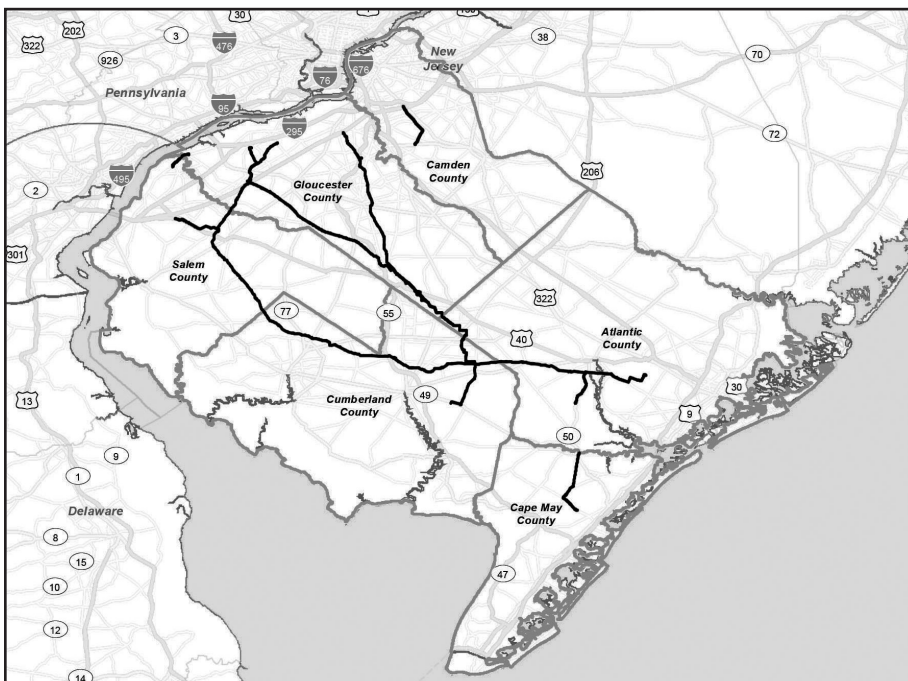 30
202
322
3
476
38
New
Jersey
70
926
676
76
Pennsylvania
95
295
72
Camden
County
495
2
Gloucester
County
206
301
Salem
County
322
77
55
40
Atlantic
County
30
13
Cumberland
County
49
9
50
9
1
Delaware
Cape May
County
8
15
47
10
12
14